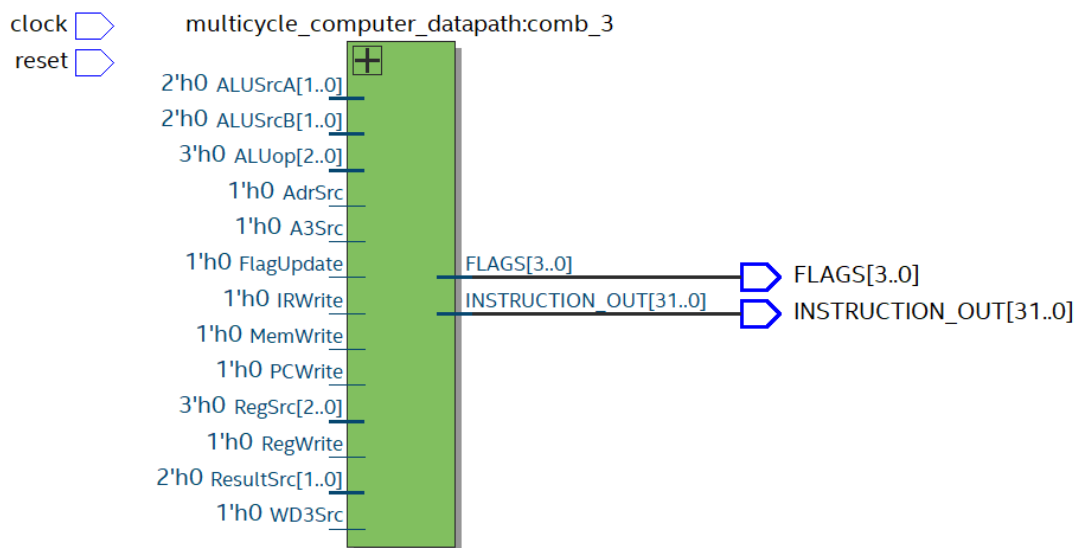 clock
multicycle_computer_datapath:comb_3
reset
2'h0 ALUSrcA[1..0]
2'h0 ALUSrcB[1..0]
3'h0 ALUop[2..0]
1'h0 AdrSrc
1'h0 A3Src
1'h0 FlagUpdate
1'h0 IRWrite
1'h0 MemWrite
1'h0 PCWrite
3'h0 RegSrc[2..0]
1'h0 RegWrite
2'h0 ResultSrc[1..0]
1'h0 WD3Src
FLAGS[3..0]
FLAGS[3..0]
INSTRUCTION_OUT[31..0]
INSTRUCTION_OUT[31..0]